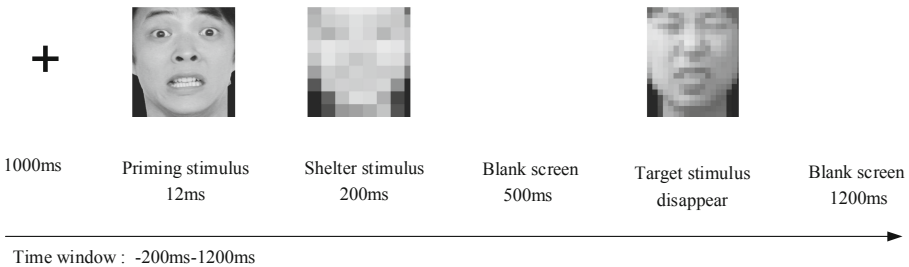 +
1000ms
Priming stimulus
12ms
Shelter stimulus
200ms
Blank screen
500ms
Target stimulus
disappear
Blank screen
1200ms
Time window : -200ms-1200ms